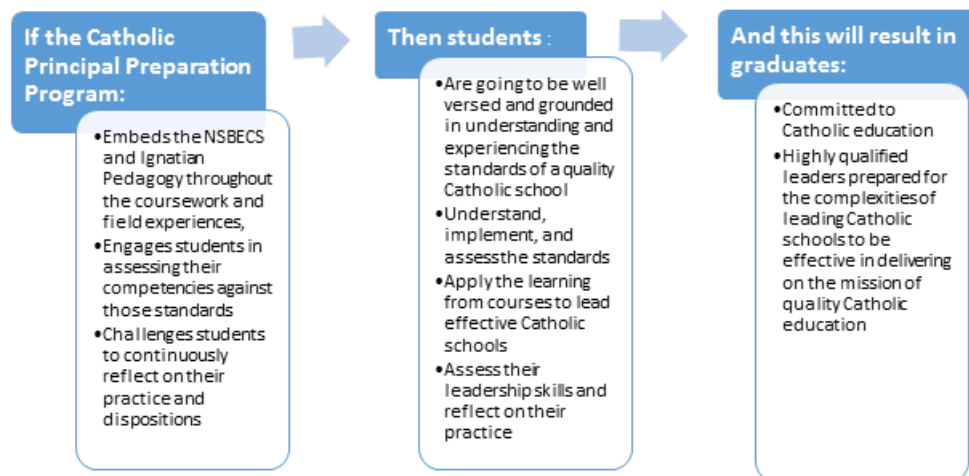 If the Catholic
Principal Preparation
Program:
•Embeds the NSBECS
and Ignatian
Pedagogy throughout
the coursework and
field experiences,
•Engages students in
assessing their
competencies against
those standards
•Challenges students
to continuously
reflect on their
practice and
dispositions
Then students :
•Are going to be well
versed and grounded
in understanding and
experiencing the
standards of a quality
Catholic school
•Understand,
implement, and
assessthe standards
•Apply the learning
from courses to lead
effective Catholic
schools
•Assess their
leadership skills and
reflect on their
practice
And this will result in
graduates:
•Committed to
Catholic education
•Highly qualified
leaders prepared for
the complexities of
leading Catholic
schools to be
effective in delivering
on the mission of
quality Catholic
education